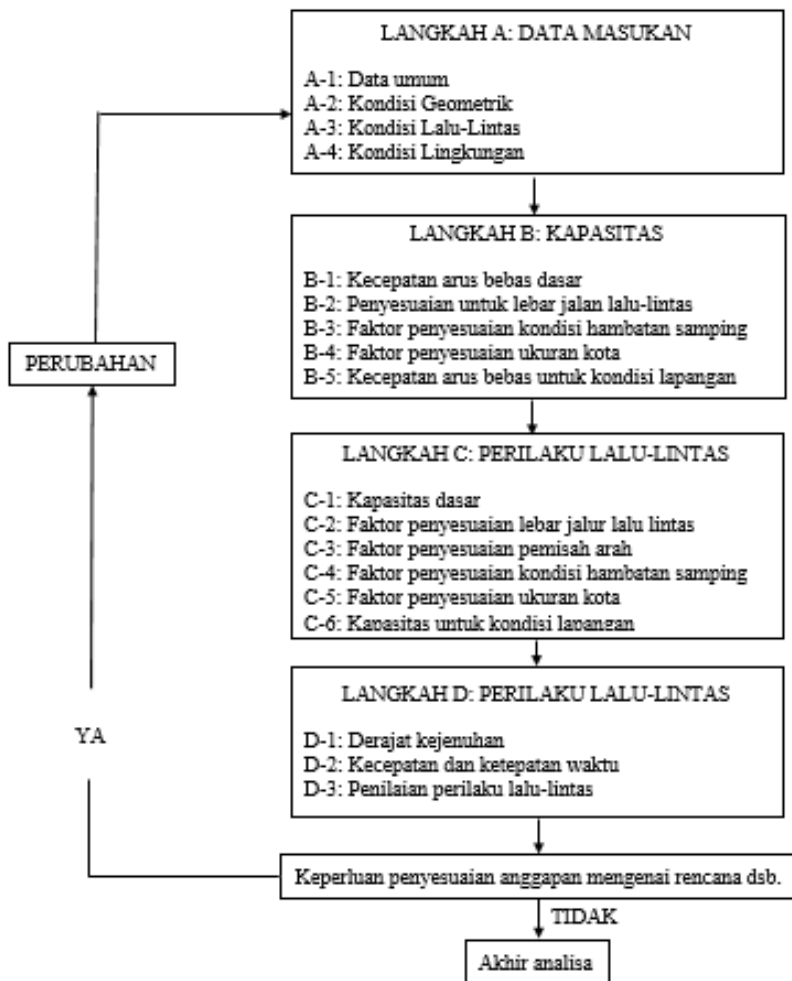 LANGKAH A: DATA MASUKAN
A-1: Data umum
A-2: Kondisi Geometrik
A-3: Kondisi Lalu-Lintas
A-4: Kondisi Lingkungan
LANGKAH B: KAPASITAS
B-1: Kecepatan arus bebas dasar
B-2: Penyesuaian untuk lebar jalan lalu-lintas
B-3: Faktor penyesuaian kondisi hambatan samping
B-4: Faktor penyesuaian ukuran kota
B-5: Kecepatan arus bebas untuk kondisi lapangan
PERUBAHAN
LANGKAH C: PERILAKU LALU-LINTAS
C-1: Kapasitas dasar
C-2: Faktor penyesuaian lebar jalur lalu lintas
C-3: Faktor penyesuaian pemisah arah
C-4: Faktor penyesuaian kondisi hambatan samping
C-5: Faktor penyesuaian ukuran kota
C-6: Kapasitas untuk kondisi lapangan
LANGKAH D: PERILAKU LALU-LINTAS
D-1: Derajat kejenuhan
D-2: Kecepatan dan ketepatan waktu
D-3: Penilaian perilaku lalu-lintas
YA
Keperluan penyesuaian anggapan mengenai rencana dsb.
TIDAK
Akhir analisa